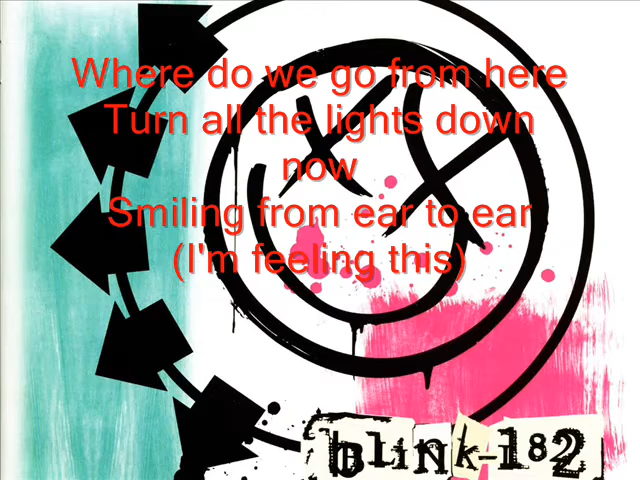 Where do we go from here
Turn all the lights down
now
Smiling from ear to ear
(I'm feeling this)
blink-182